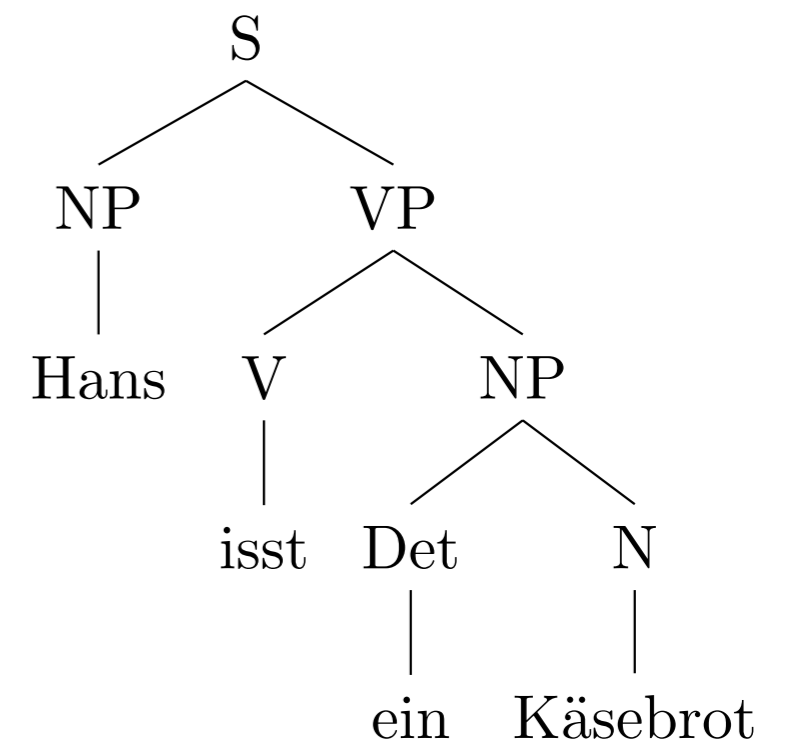 S
NP VP
Hans V NP
isst Det N
ein Käsebrot